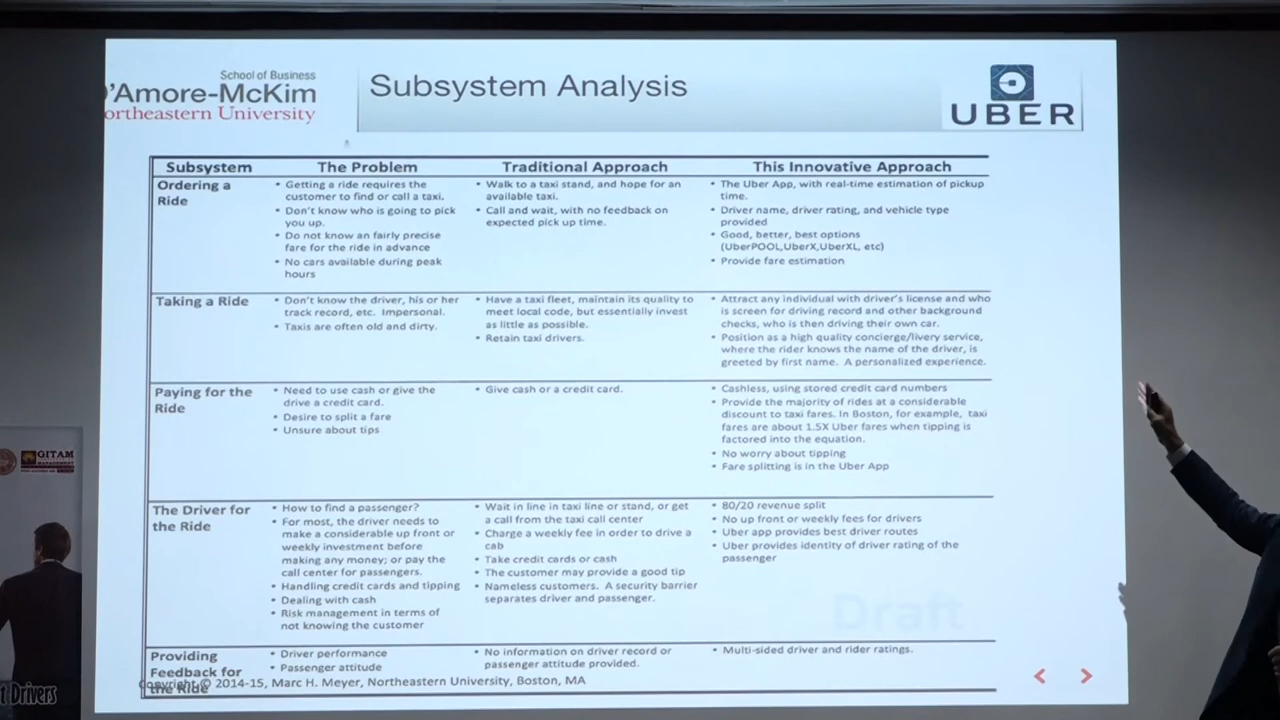 School of Business
D'Amore-McKim
ortheastern University
Subsystem Analysis
UBER
Subsystem
The Problem
Traditional Approach
This Innovative Approach
Ordering a
Ride
• Getting a ride requires the
customer to find or call a taxi.
• Don't know who is going to pick
you up.
• Do not know an fairly precise
fare for the ride in advance
• No cars available during peak
hours
• Walk to a taxi stand, and hope for an
available taxi.
• Call and wait, with no feedback on
expected pick up time.
• The Uber App, with real-time estimation of pickup
time.
• Driver name, driver rating, and vehicle type
provided
• Good, better, best options
(UberPOOL,UberX,UberXL, etc)
• Provide fare estimation
Taking a Ride
• Don't know the driver, his or her
track record, etc. Impersonal.
• Taxis are often old and dirty.
• Have a taxi fleet, maintain its quality to
meet local code, but essentially invest
as little as possible.
• Retain taxi drivers.
• Attract any individual with driver's license and who
is screen for driving record and other background
checks, who is then driving their own car.
• Position as a high quality concierge/livery service,
where the rider knows the name of the driver, is
greeted by first name. A personalized experience.
Paying for the
Ride
• Need to use cash or give the
drive a credit card.
• Desire to split a fare
• Unsure about tips
• Give cash or a credit card.
• Cashless, using stored credit card numbers
• Provide the majority of rides at a considerable
discount to taxi fares. In Boston, for example, taxi
fares are about 1.5X Uber fares when tipping is
factored into the equation.
• No worry about tipping
• Fare splitting is in the Uber App
The Driver for
the Ride
• How to find a passenger?
• For most, the driver needs to
make a considerable up front or
weekly investment before
making any money; or pay the
call center for passengers.
• Handling credit cards and tipping
• Dealing with cash
• Risk management in terms of
not knowing the customer
• Wait in line in taxi line or stand, or get
a call from the taxi call center
• Charge a weekly fee in order to drive a
cab
• Take credit cards or cash
• The customer may provide a good tip
• Nameless customers. A security barrier
separates driver and passenger.
• 80/20 revenue split
• No up front or weekly fees for drivers
• Uber app provides best driver routes
• Uber provides identity of driver rating of the
passenger
Draft
Providing
Feedback for
the Ride
• Driver performance
• Passenger attitude
• No information on driver record or
passenger attitude provided.
• Multi-sided driver and rider ratings.
Copyright © 2014-15, Marc H. Meyer, Northeastern University, Boston, MA
GITAM
t Drivers